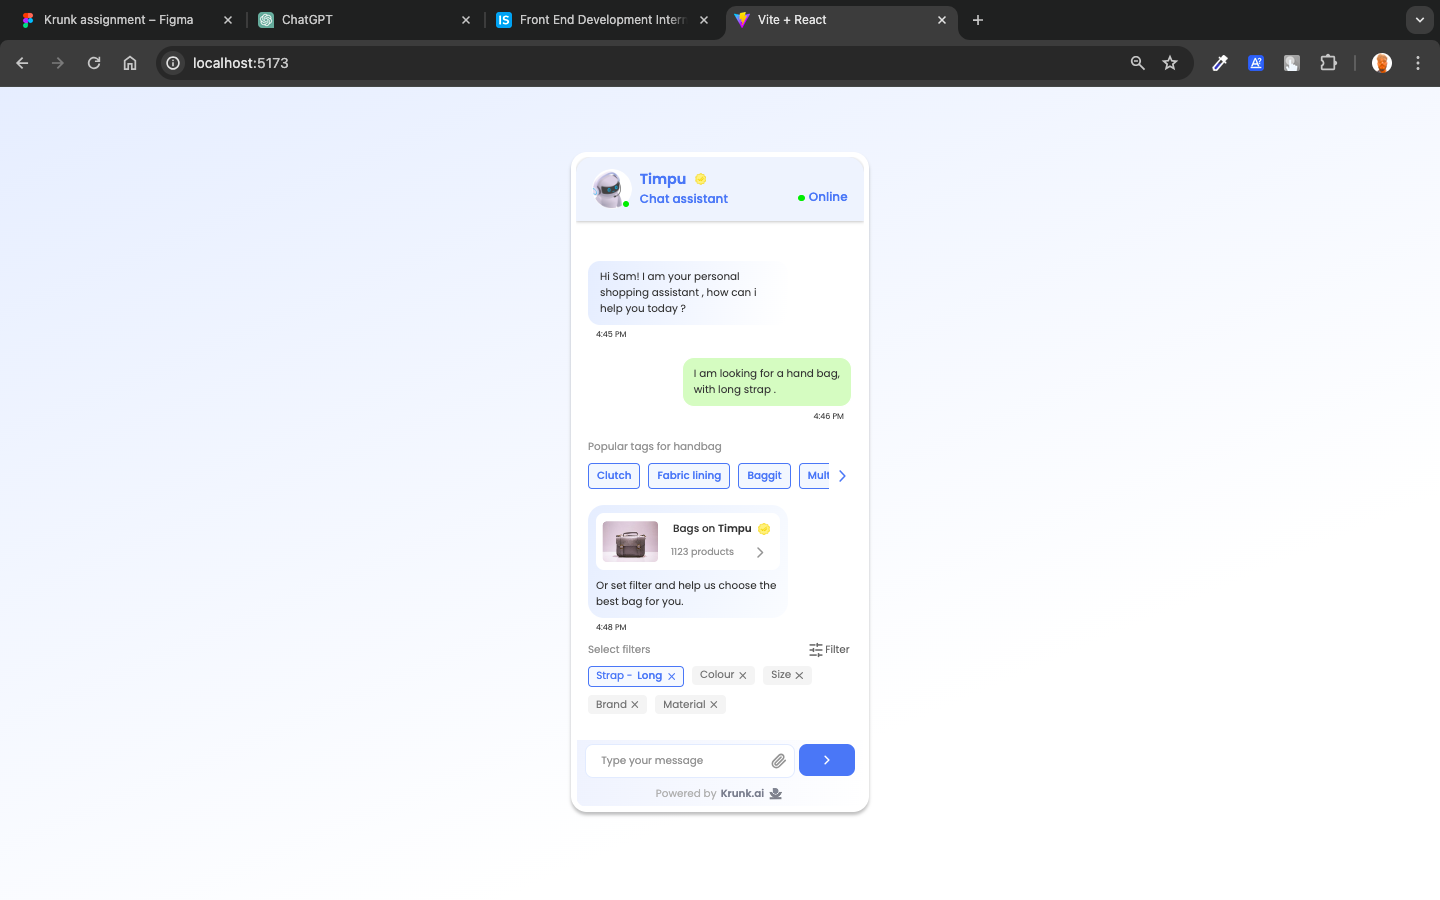 Krunk assignment – Figma
ChatGPT
Front End Development Intern
Vite + React
localhost:5173
Timpu
Chat assistant
Online
Hi Sam! I am your personal
shopping assistant , how can i
help you today ?
4:45 PM
I am looking for a hand bag,
with long strap .
4:46 PM
Popular tags for handbag
Clutch
Fabric lining
Baggit
Mult
Bags on Timpu
1123 products
Or set filter and help us choose the
best bag for you.
4:48 PM
Select filters
Filter
Strap - Long
Colour
Size
Brand
Material
Type your message
Powered by Krunk.ai